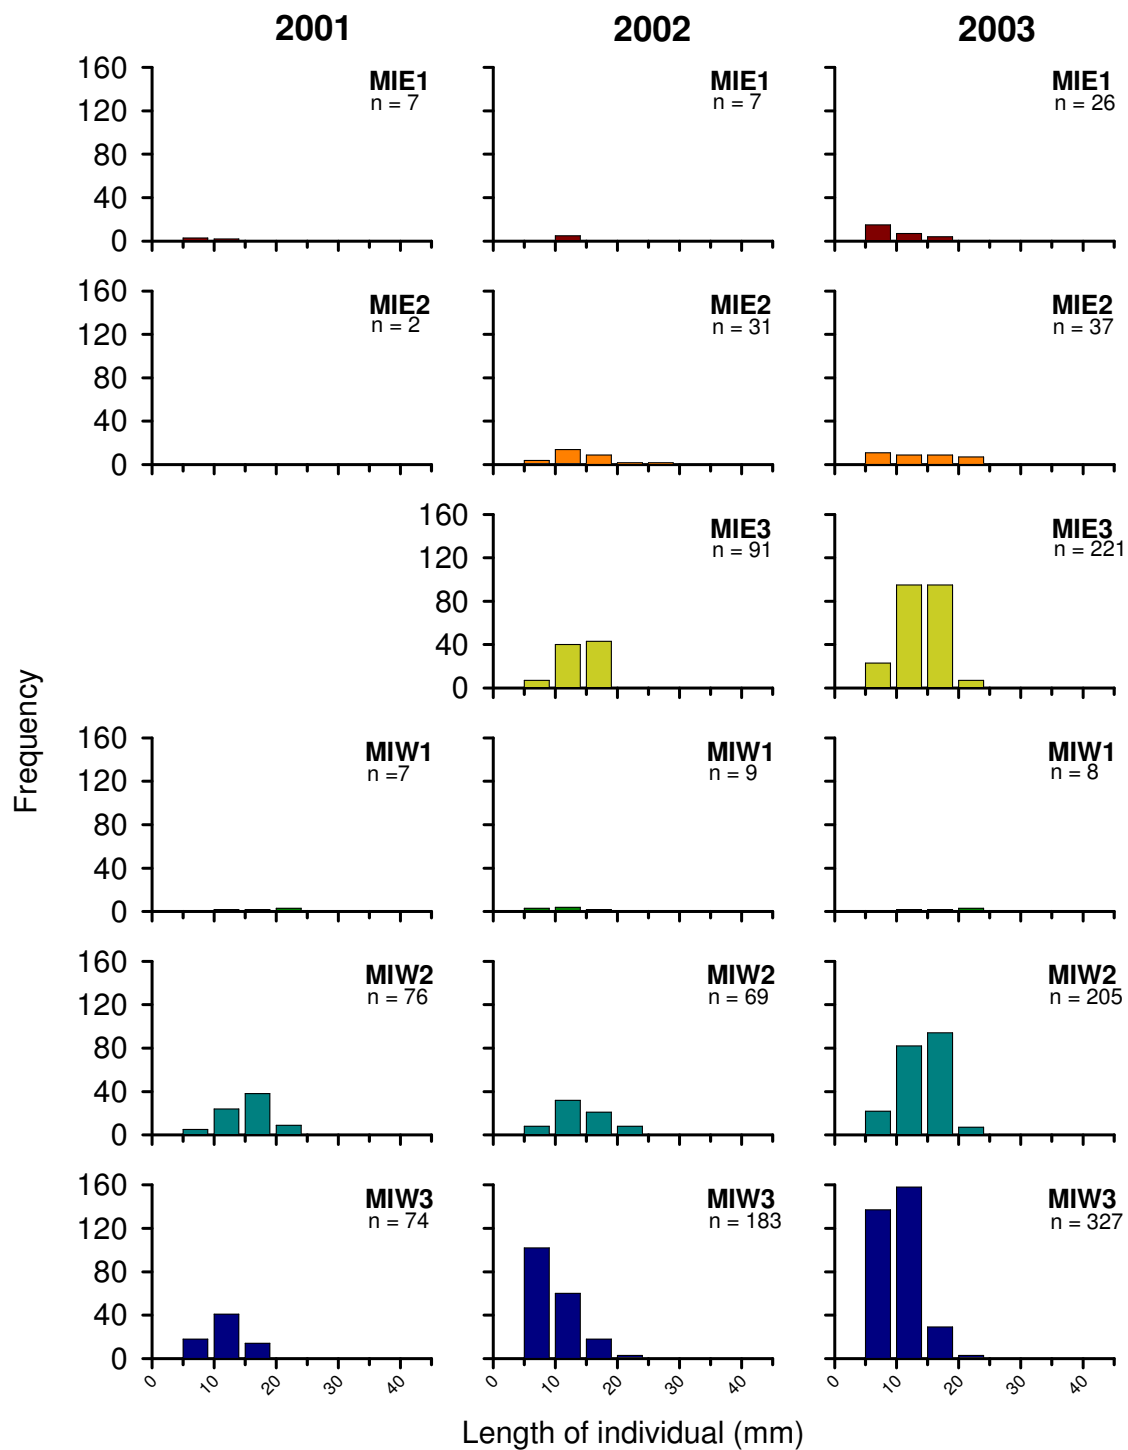 2001 2002 2003
160 MIE1 MIE1 MIE1
n = 7 n = 7 n = 26
120
80
40
0
160 MIE2 MIE2 MIE2
n = 2 n = 31 n = 37
120
80
40
0
160 MIE3 MIE3
n = 91 n = 221
120
80
40
0
Frequency
160 MIW1 MIW1 MIW1
n =7 n = 9 n = 8
120
80
40
0
160 MIW2 MIW2 MIW2
n = 76 n = 69 n = 205
120
80
40
0
160 MIW3 MIW3 MIW3
n = 74 n = 183 n = 327
120
80
40
0
0 10 20 30 40 0 10 20 30 40 0 10 20 30 40
Length of individual (mm)